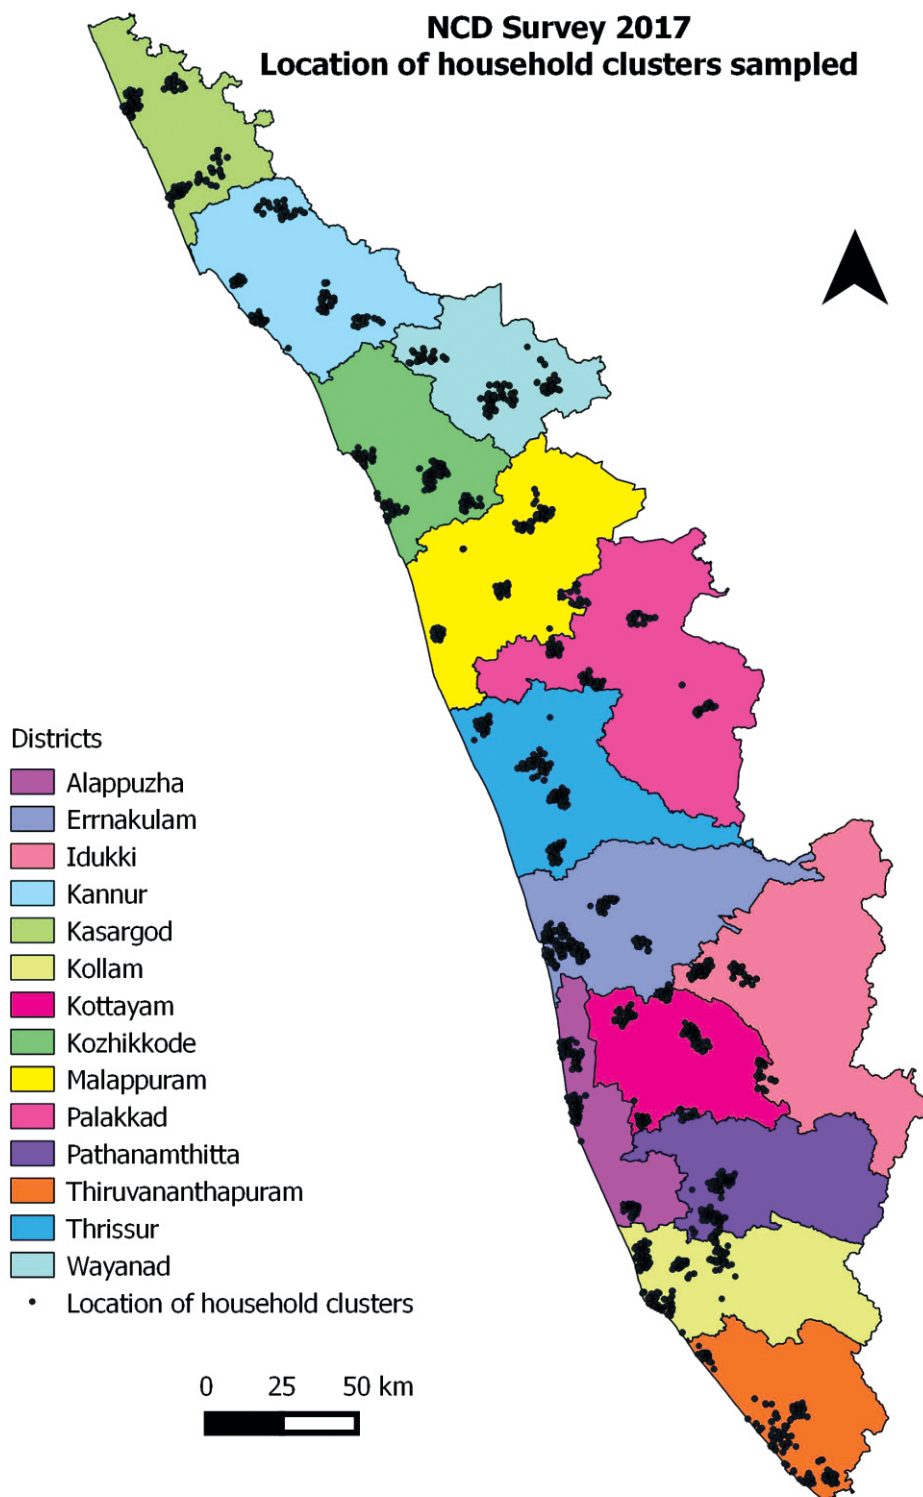 NCD Survey 2017
Location of household clusters sampled
Districts
Alappuzha
Errnakulam
Idukki
Kannur
Kasargod
Kollam
Kottayam
Kozhikkode
Malappuram
Palakkad
Pathanamthitta
Thiruvananthapuram
Thrissur
Wayanad
Location of household clusters
0 25 50 km